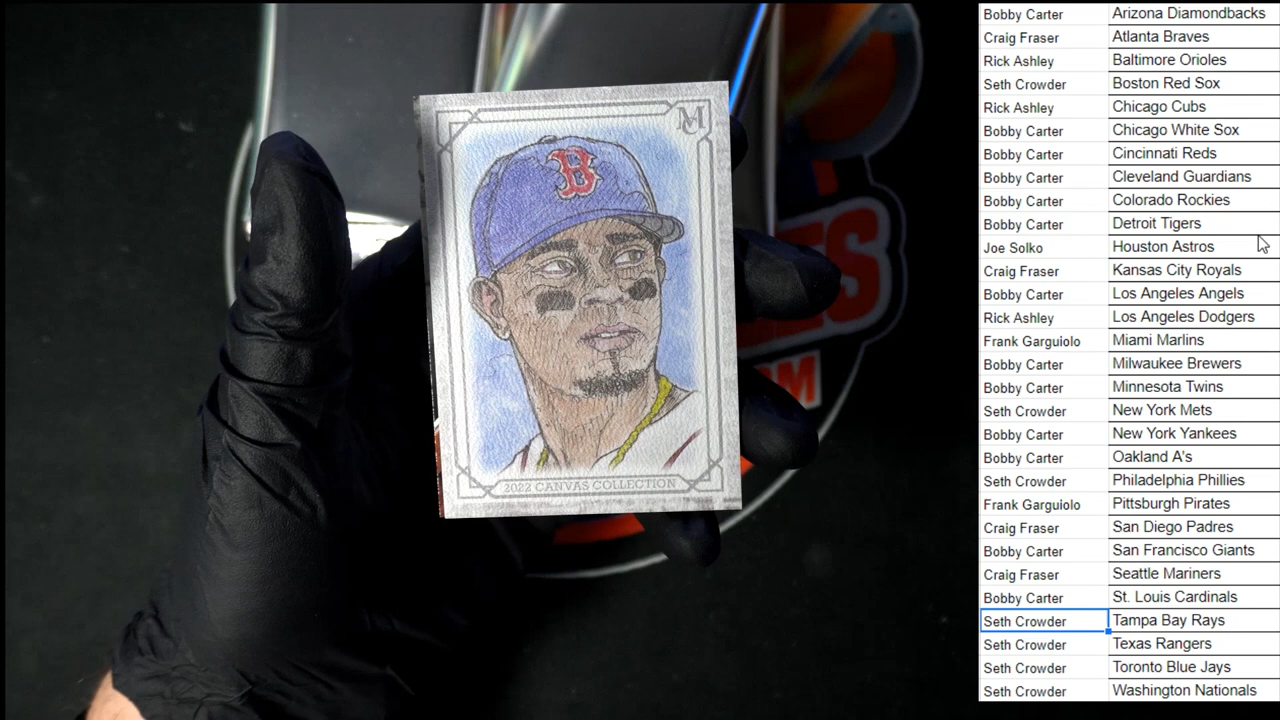 MC
B
2022 CANVAS COLLECTION
ES
OM
Bobby Carter Arizona Diamondbacks
Craig Fraser Atlanta Braves
Rick Ashley Baltimore Orioles
Seth Crowder Boston Red Sox
Rick Ashley Chicago Cubs
Bobby Carter Chicago White Sox
Bobby Carter Cincinnati Reds
Bobby Carter Cleveland Guardians
Bobby Carter Colorado Rockies
Bobby Carter Detroit Tigers
Joe Solko Houston Astros
Craig Fraser Kansas City Royals
Bobby Carter Los Angeles Angels
Rick Ashley Los Angeles Dodgers
Frank Garguiolo Miami Marlins
Bobby Carter Milwaukee Brewers
Bobby Carter Minnesota Twins
Seth Crowder New York Mets
Bobby Carter New York Yankees
Bobby Carter Oakland A's
Seth Crowder Philadelphia Phillies
Frank Garguiolo Pittsburgh Pirates
Craig Fraser San Diego Padres
Bobby Carter San Francisco Giants
Craig Fraser Seattle Mariners
Bobby Carter St. Louis Cardinals
Seth Crowder Tampa Bay Rays
Seth Crowder Texas Rangers
Seth Crowder Toronto Blue Jays
Seth Crowder Washington Nationals